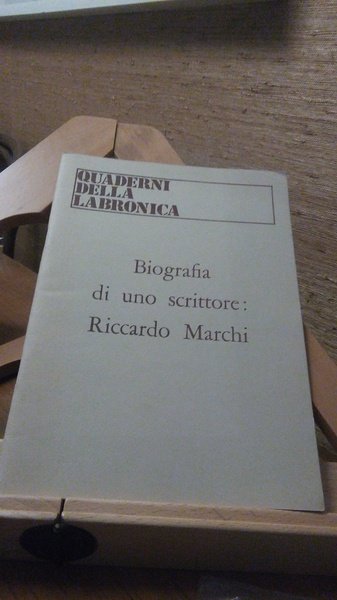 QUADERNI
DELLA
LABRONICA
Biografia
di uno scrittore:
Riccardo Marchi